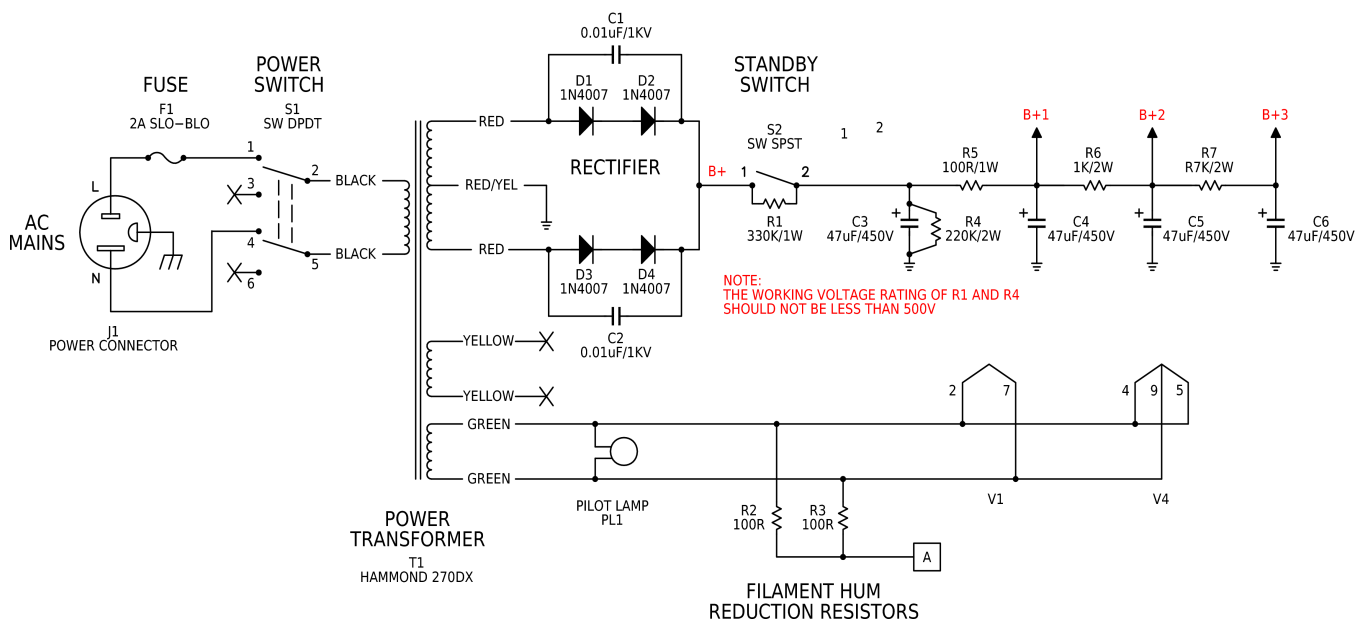 C1
0.01uF/1KV
POWER
SWITCH
STANDBY
SWITCH
FUSE
D1
1N4007
D2
1N4007
F1
2A SLO−BLO
S1
SW DPDT
RED
S2
SW SPST
1
2
B+1
B+2
B+3
1
2
3
4
5
6
L
N
AC
MAINS
BLACK
BLACK
RED/YEL
RECTIFIER
B+
1
2
R1
330K/1W
R5
100R/1W
R6
1K/2W
R7
R7K/2W
+
C3
47uF/450V
R4
220K/2W
+
C4
47uF/450V
+
C5
47uF/450V
+
C6
47uF/450V
RED
D3
1N4007
D4
1N4007
NOTE:
THE WORKING VOLTAGE RATING OF R1 AND R4
SHOULD NOT BE LESS THAN 500V
J1
POWER CONNECTOR
C2
0.01uF/1KV
YELLOW
YELLOW
GREEN
GREEN
2
7
4
9
5
PILOT LAMP
PL1
R2
100R
R3
100R
V1
V4
A
POWER
TRANSFORMER
T1
HAMMOND 270DX
FILAMENT HUM
REDUCTION RESISTORS